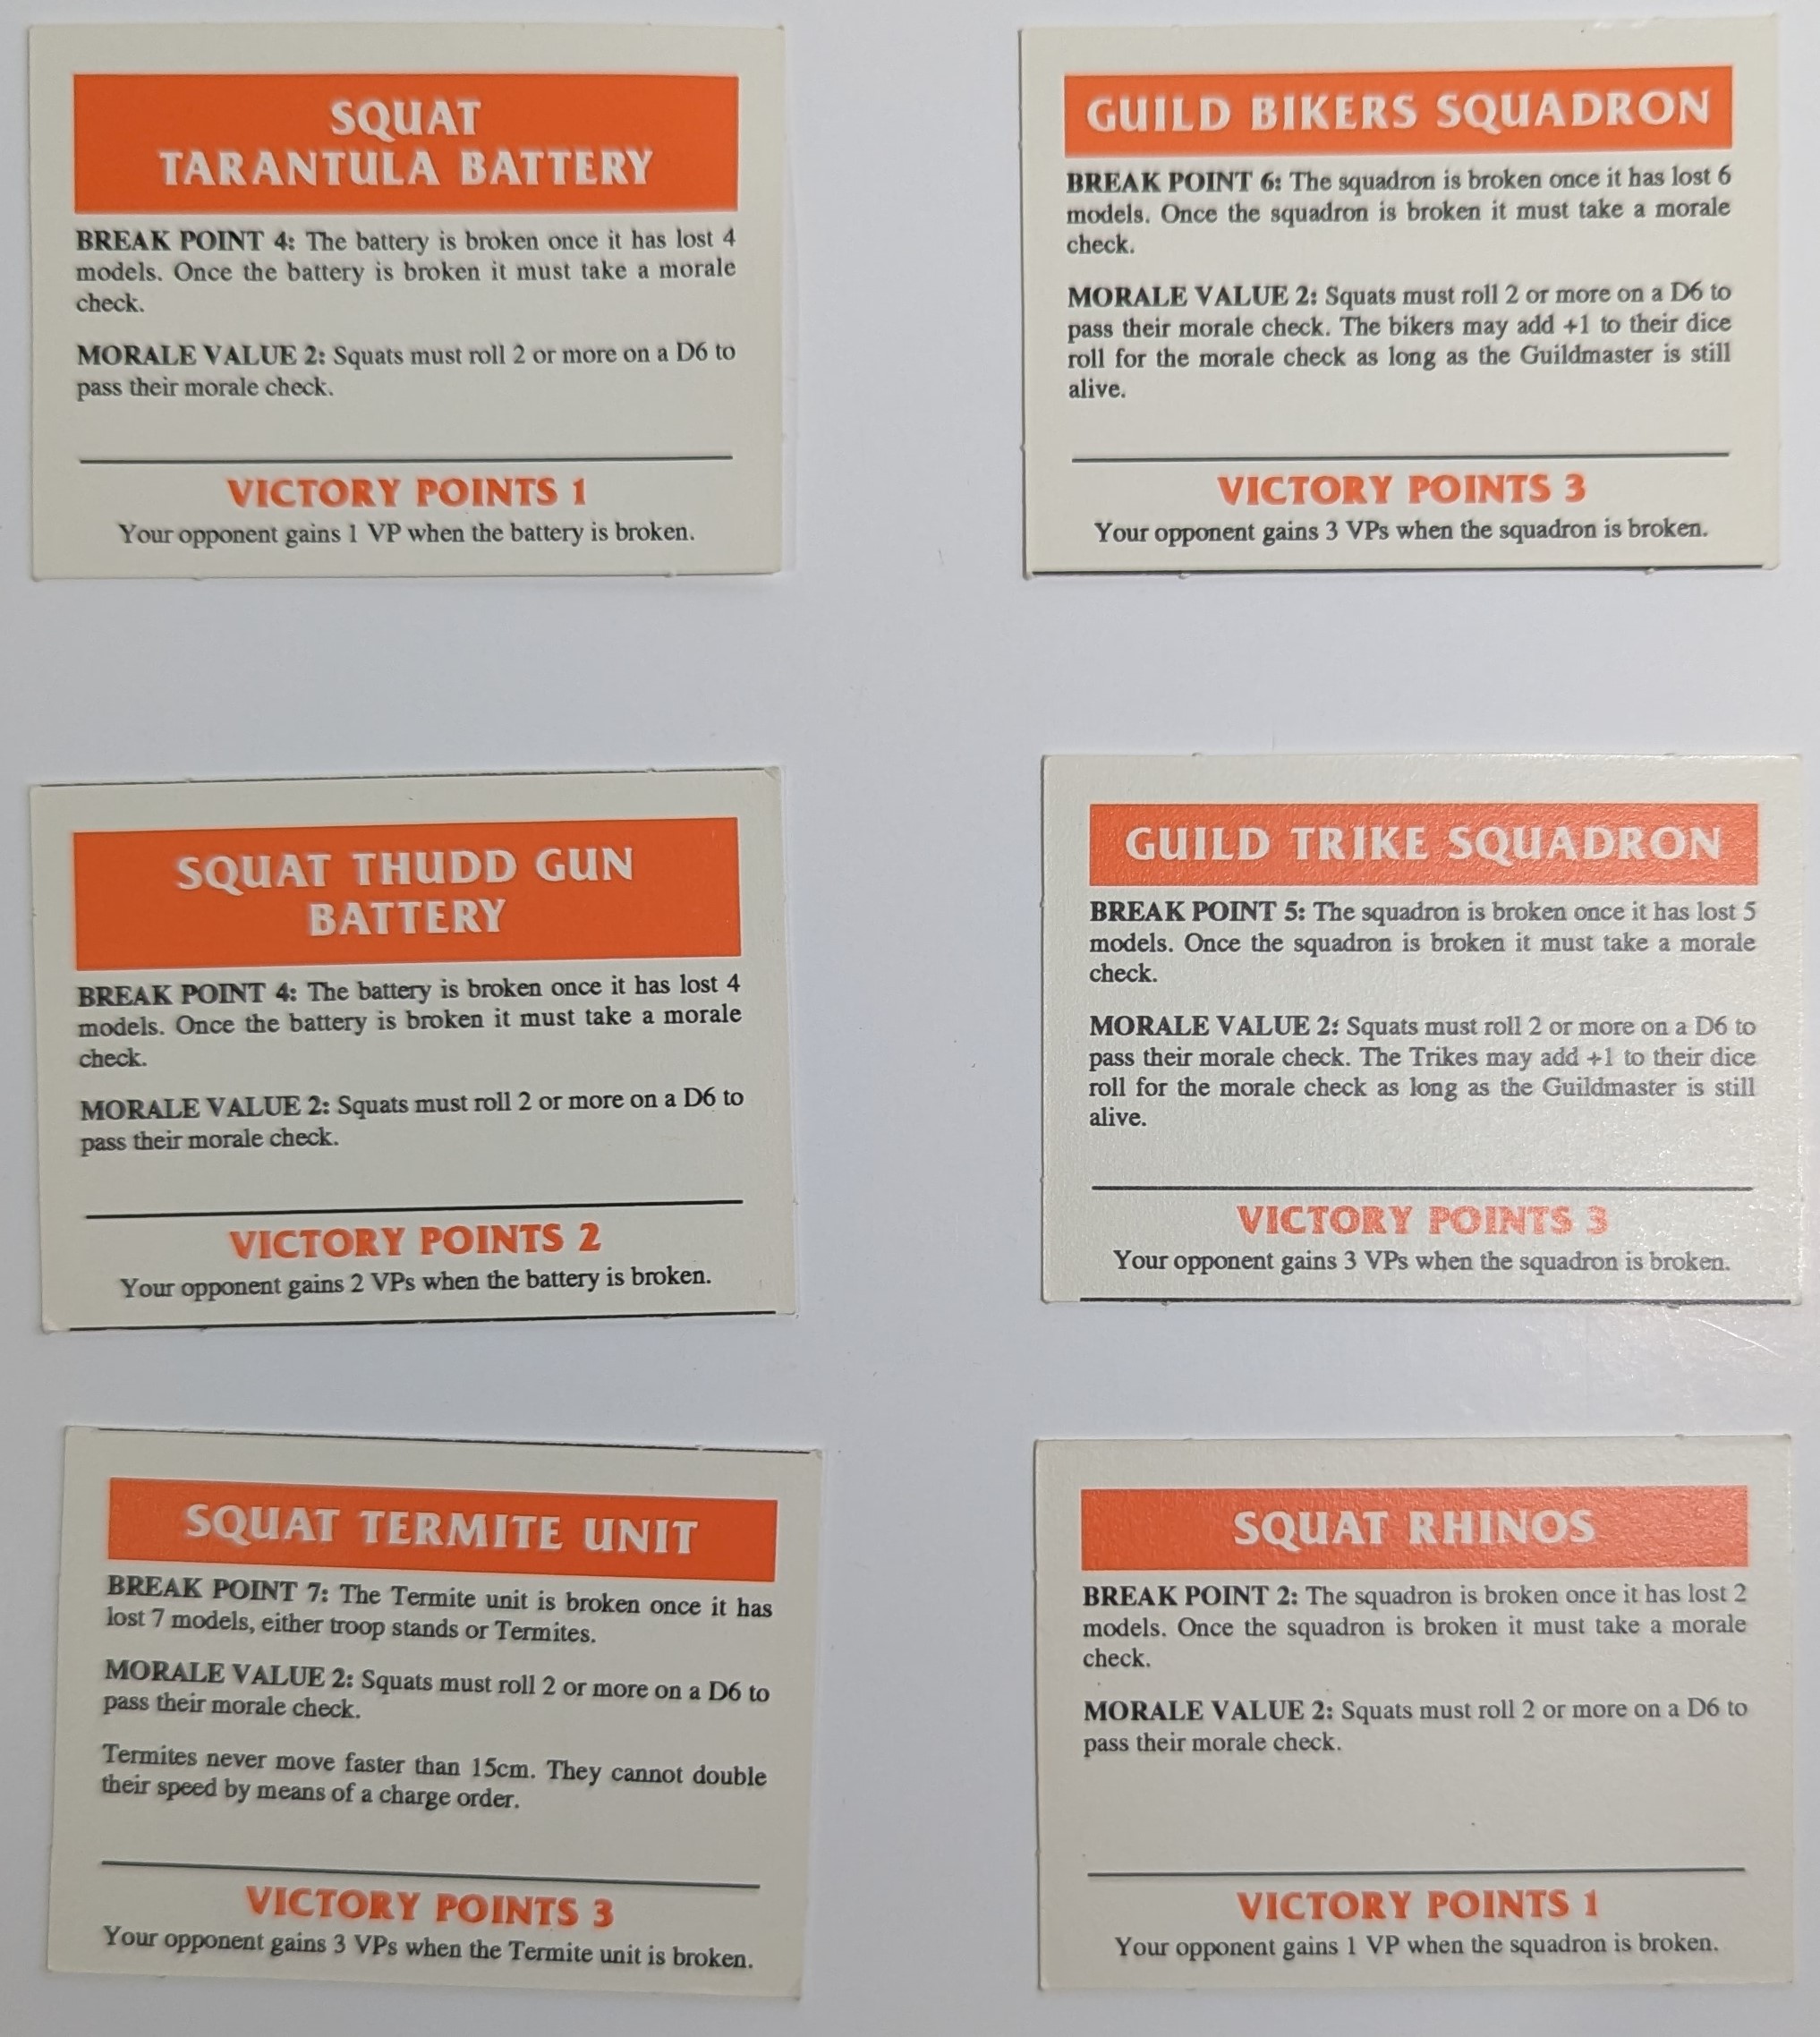 SQUAT
TARANTULA BATTERY
BREAK POINT 4: The battery is broken once it has lost 4
models. Once the battery is broken it must take a morale
check.
MORALE VALUE 2: Squats must roll 2 or more on a D6 to
pass their morale check.
VICTORY POINTS 1
Your opponent gains 1 VP when the battery is broken.
GUILD BIKERS SQUADRON
BREAK POINT 6: The squadron is broken once it has lost 6
models. Once the squadron is broken it must take a morale
check.
MORALE VALUE 2: Squats must roll 2 or more on a D6 to
pass their morale check. The bikers may add +1 to their dice
roll for the morale check as long as the Guildmaster is still
alive.
VICTORY POINTS 3
Your opponent gains 3 VPs when the squadron is broken.
SQUAT THUDD GUN
BATTERY
BREAK POINT 4: The battery is broken once it has lost 4
models. Once the battery is broken it must take a morale
check.
MORALE VALUE 2: Squats must roll 2 or more on a D6 to
pass their morale check.
VICTORY POINTS 2
Your opponent gains 2 VPs when the battery is broken.
GUILD TRIKE SQUADRON
BREAK POINT 5: The squadron is broken once it has lost 5
models. Once the squadron is broken it must take a morale
check.
MORALE VALUE 2: Squats must roll 2 or more on a D6 to
pass their morale check. The Trikes may add +1 to their dice
roll for the morale check as long as the Guildmaster is still
alive.
VICTORY POINTS 3
Your opponent gains 3 VPs when the squadron is broken.
SQUAT TERMITE UNIT
BREAK POINT 7: The Termite unit is broken once it has
lost 7 models, either troop stands or Termites.
MORALE VALUE 2: Squats must roll 2 or more on a D6 to
pass their morale check.
Termites never move faster than 15cm. They cannot double
their speed by means of a charge order.
VICTORY POINTS 3
Your opponent gains 3 VPs when the Termite unit is broken.
SQUAT RHINOS
BREAK POINT 2: The squadron is broken once it has lost 2
models. Once the squadron is broken it must take a morale
check.
MORALE VALUE 2: Squats must roll 2 or more on a D6 to
pass their morale check.
VICTORY POINTS 1
Your opponent gains 1 VP when the squadron is broken.